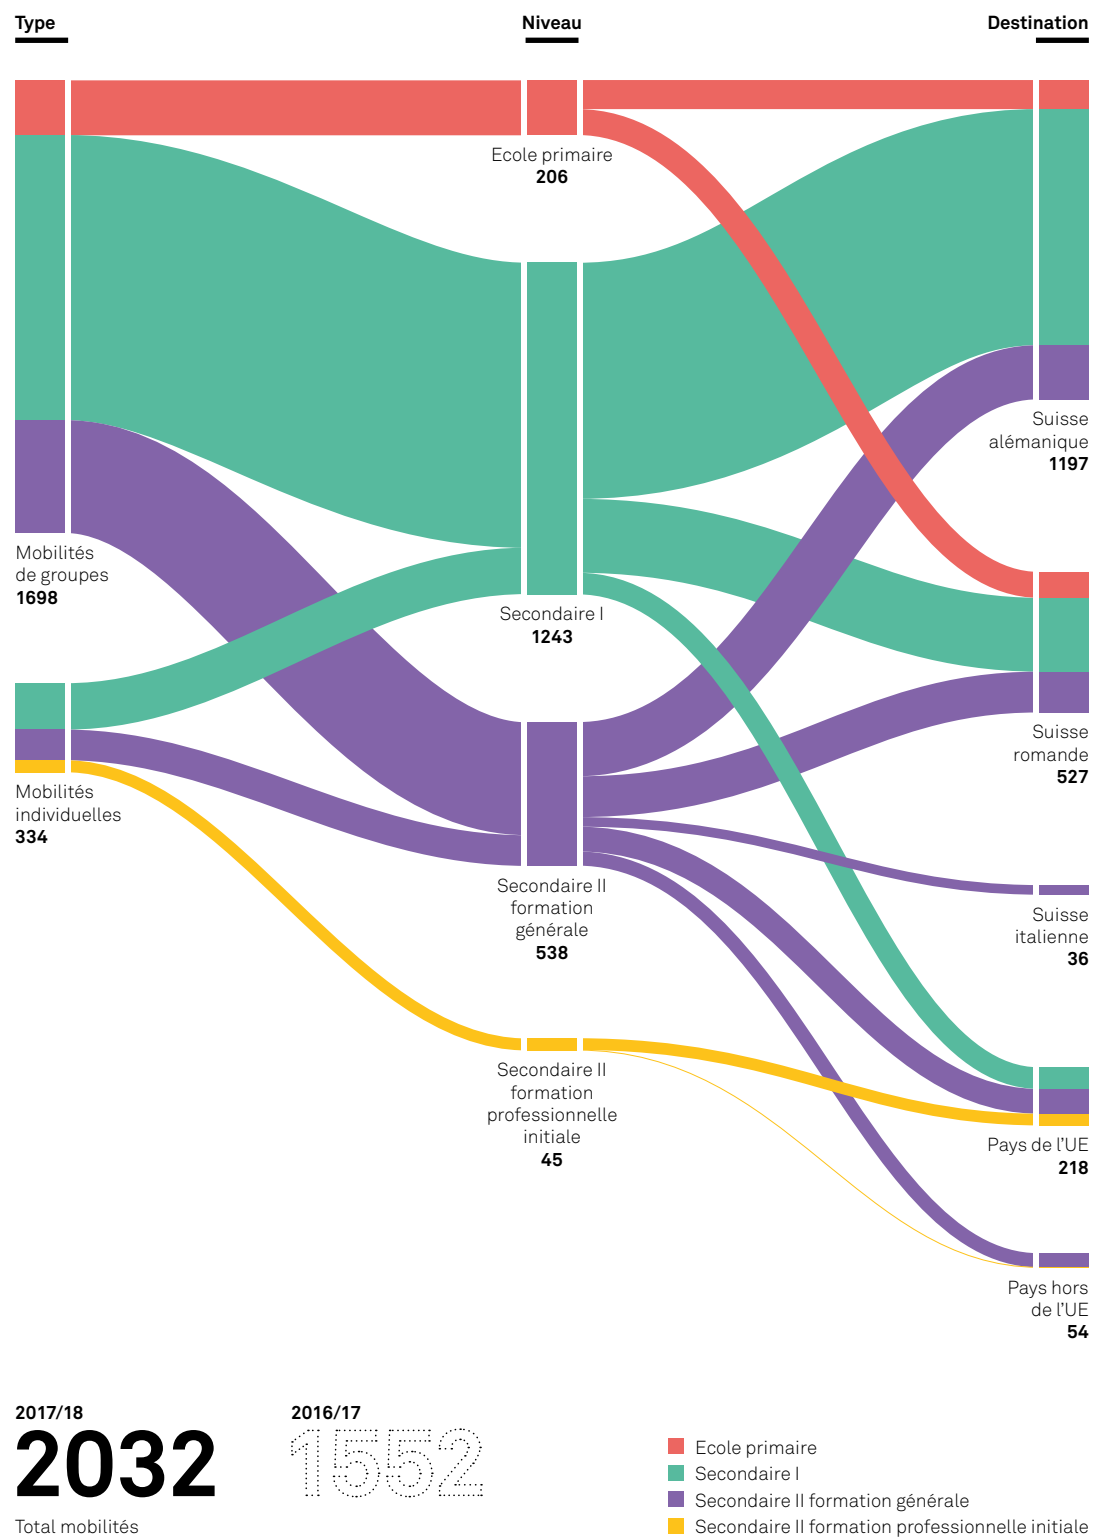 Type
Niveau
Destination
Ecole primaire
206
Suisse
alémanique
1197
Mobilités
de groupes
1698
Secondaire I
1243
Suisse
romande
527
Mobilités
individuelles
334
Secondaire II
formation
générale
538
Suisse
italienne
36
Secondaire II
formation
professionnelle
initiale
45
Pays de l’UE
218
Pays hors
de l’UE
54
2017/18
2032
Total mobilités
2016/17
1552
Ecole primaire
Secondaire I
Secondaire II formation générale
Secondaire II formation professionnelle initiale